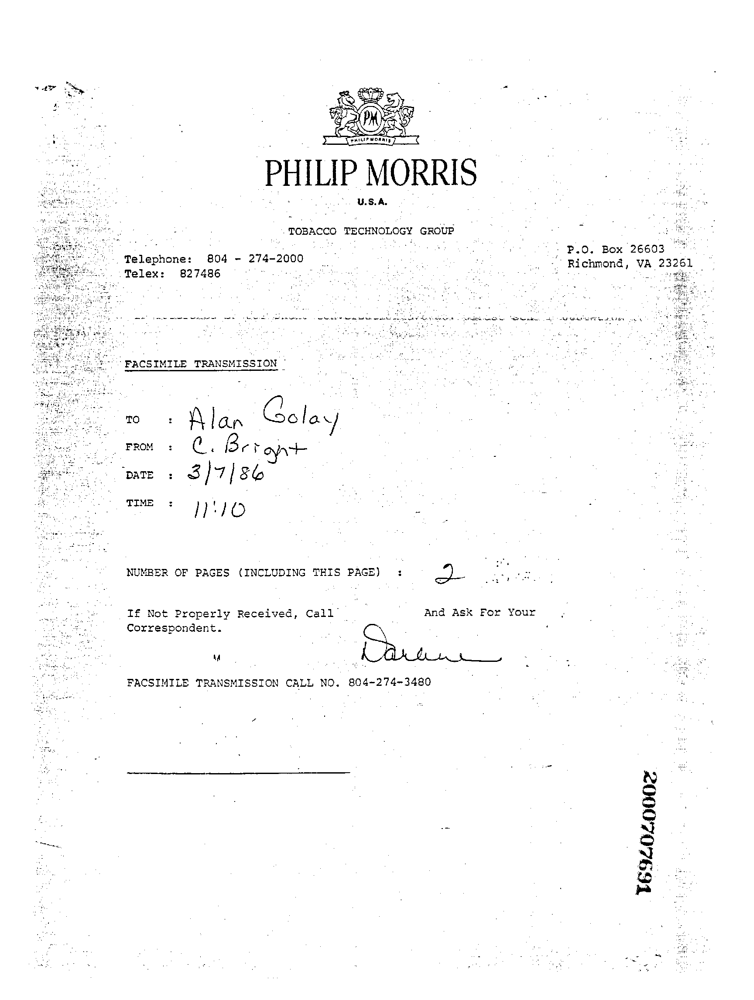 PM
PHILIP MORRIS
PHILIP MORRIS
U.S.A.
TOBACCO TECHNOLOGY GROUP
Telephone: 804 - 274-2000
Telex: 827486
P.O. Box 26603
Richmond, VA 23261
FACSIMILE TRANSMISSION
TO : Alan Golay
FROM : C. Bright
DATE : 3/7/86
TIME : 11:10
NUMBER OF PAGES (INCLUDING THIS PAGE) : 2
If Not Properly Received, Call And Ask For Your
Correspondent.
Darlene
FACSIMILE TRANSMISSION CALL NO. 804-274-3480
2000707691